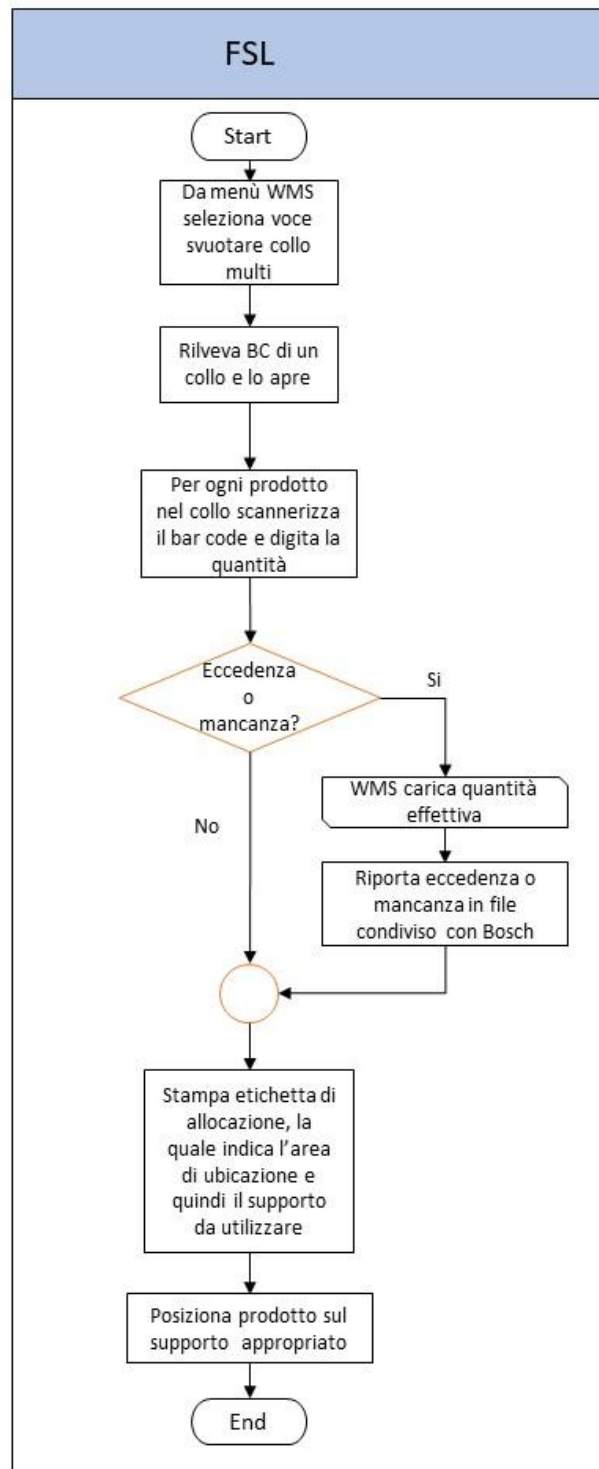 FSL
Start
Da menù WMS
seleziona voce
svuotare collo
multi
Rilveva BC di un
collo e lo apre
Per ogni prodotto
nel collo scannerizza
il bar code e digita la
quantità
Eccedenza
o
mancanza?
Si
No
WMS carica quantità
effettiva
Riporta eccedenza o
mancanza in file
condiviso con Bosch
Stampa etichetta di
allocazione, la
quale indica l'area
di ubicazione e
quindi il supporto
da utilizzare
Posiziona prodotto sul
supporto appropriato
End